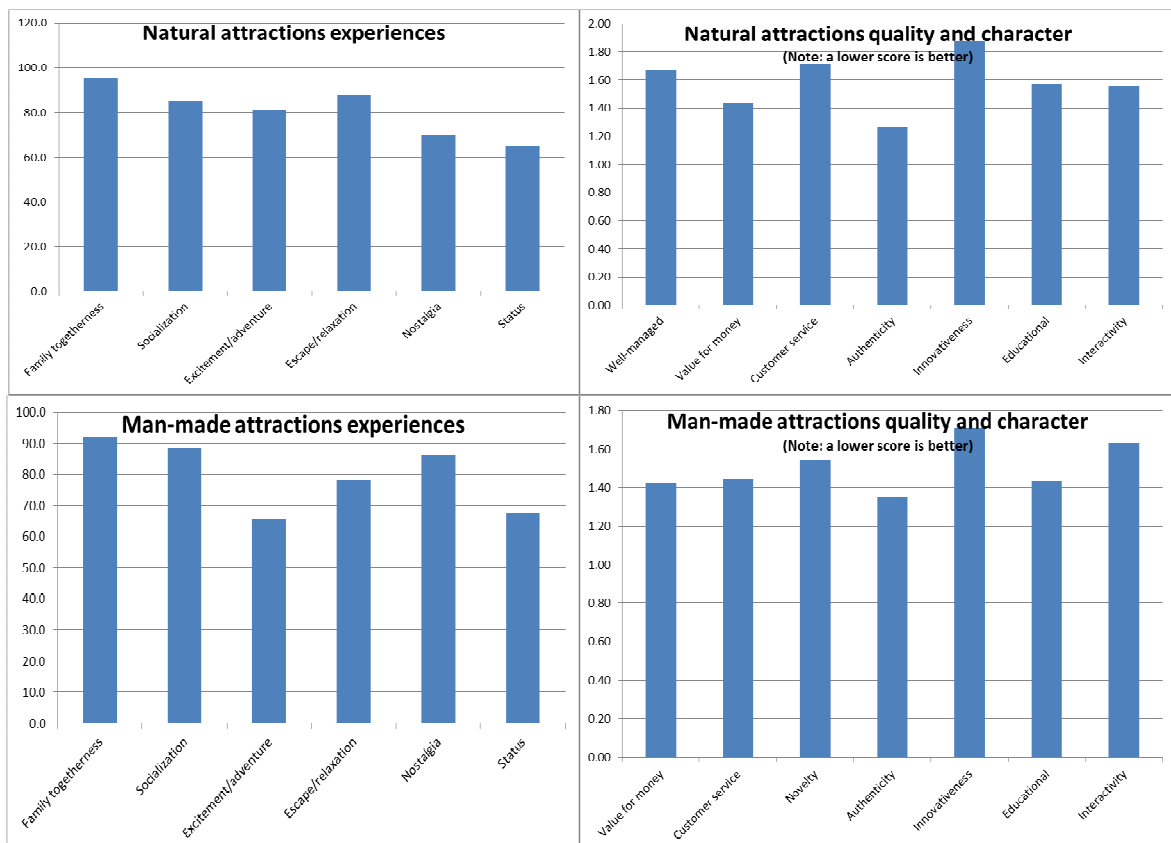 Natural attractions experiences
120.0
100.0
80.0
60.0
40.0
20.0
0.0
Family togetherness
Socialization
Excitement/adventure
Escape/relaxation
Nostalgia
Status
Natural attractions quality and character
(Note: a lower score is better)
2.00
1.80
1.60
1.40
1.20
1.00
0.80
0.60
0.40
0.20
0.00
Well-managed
Value for money
Customer service
Authenticity
Innovativeness
Educational
Interactivity
Man-made attractions experiences
100.0
90.0
80.0
70.0
60.0
50.0
40.0
30.0
20.0
10.0
0.0
Family togetherness
Socialization
Excitement/adventure
Escape/relaxation
Nostalgia
Status
Man-made attractions quality and character
(Note: a lower score is better)
1.80
1.60
1.40
1.20
1.00
0.80
0.60
0.40
0.20
0.00
Value for money
Customer service
Novelty
Authenticity
Innovativeness
Educational
Interactivity